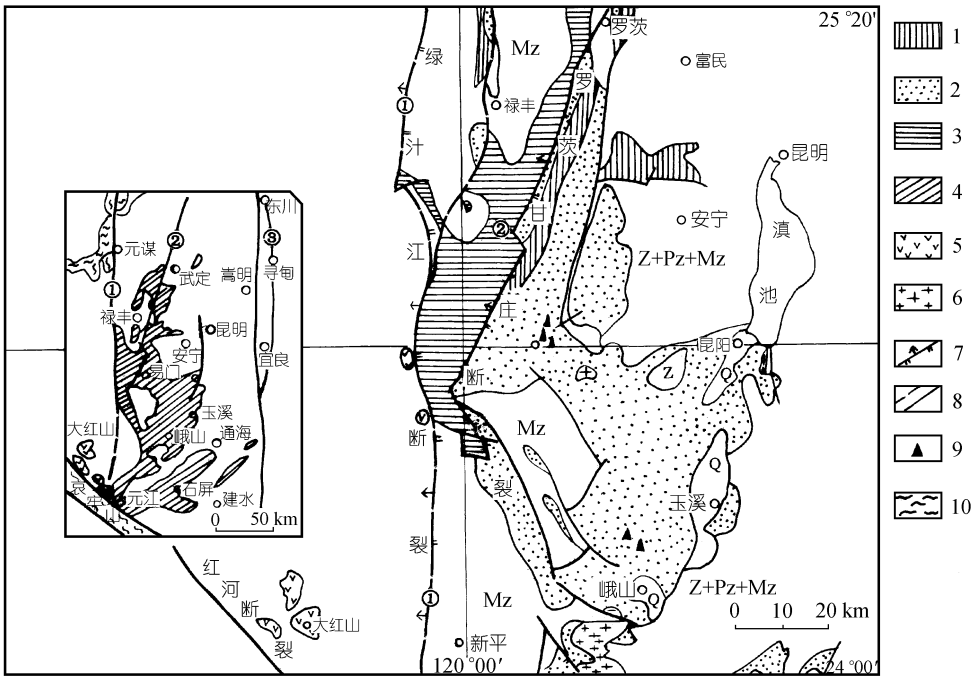 25°20′
罗茨
富民
Mz
绿
①
汁
江
断
裂
①
禄丰
罗
茨
甘
庄
断
裂
②
昆明
安宁
滇
池
Z+Pz+Mz
昆阳
Z
Q
Mz
Q
玉溪
峨山
Q
Z+Pz+Mz
0 10 20 km
Mz
新平
120°00′
24°00′
红
河
断
裂
大红山
元谋
①
②
③
东川
寻甸
武定
嵩明
禄丰
昆明
安宁
宜良
易门
玉溪
大红山
峨山
通海
哀
牢
山
元江
石屏
建水
0 50 km
1
2
3
4
5
6
7
8
9
10